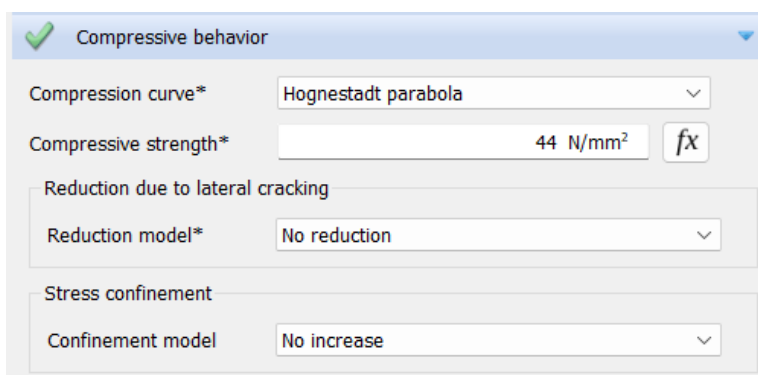 Compressive behavior
Compression curve* Hognestadt parabola
Compressive strength* 44 N/mm² fx
Reduction due to lateral cracking
Reduction model* No reduction
Stress confinement
Confinement model No increase